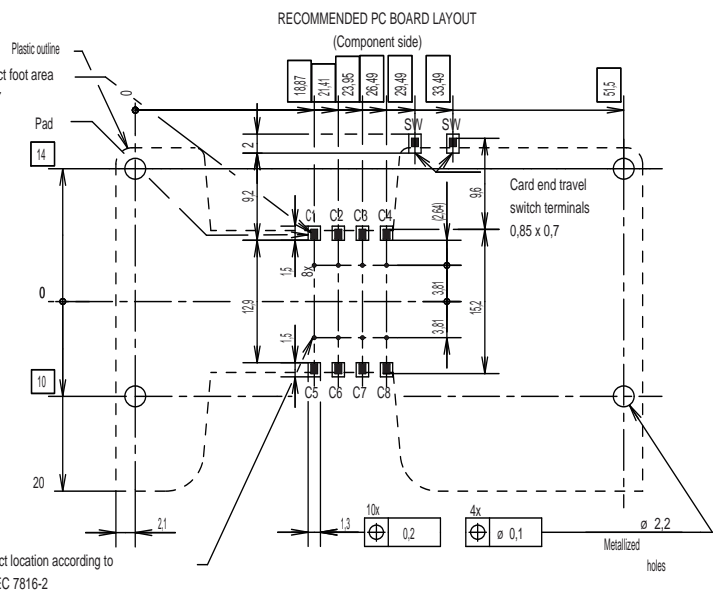 RECOMMENDED PC BOARD LAYOUT
(Component side)
Plastic outline
ct foot area
Pad
0
18,87
21,41
23,95
26,49
29,49
33,49
51,5
SW
SW
14
2
9,2
9,6
(2,64)
Card end travel
switch terminals
0,85 x 0,7
C1 C2 C3 C4
1,5
8x
0
12,9
3,81
3,81
15,2
1,5
10
C5 C6 C7 C8
20
2,1
1,3
10x
0,2
4x
ø 0,1
ø 2,2
Metallized
holes
ct location according to
EC 7816-2